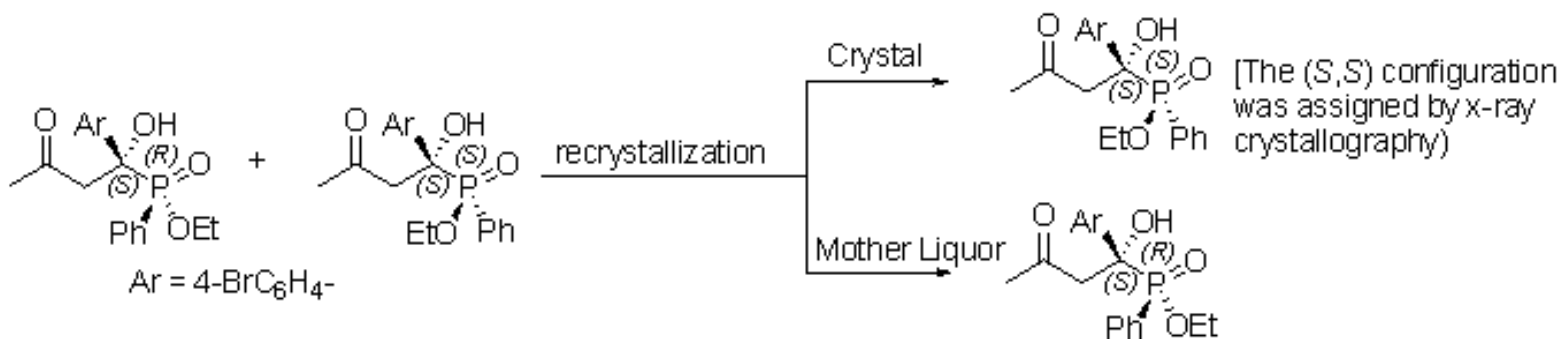 O
Ar
OH
(R)
(S)
P
O
Ph
OEt
Ar = 4-BrC6H4-
+
O
Ar
OH
(S)
(S)
P
O
EtO
Ph
recrystallization
Crystal
O
Ar
OH
(S)
(S)
P
O
EtO
Ph
[The (S,S) configuration
was assigned by x-ray
crystallography)
Mother Liquor
O
Ar
OH
(R)
(S)
P
O
Ph
OEt